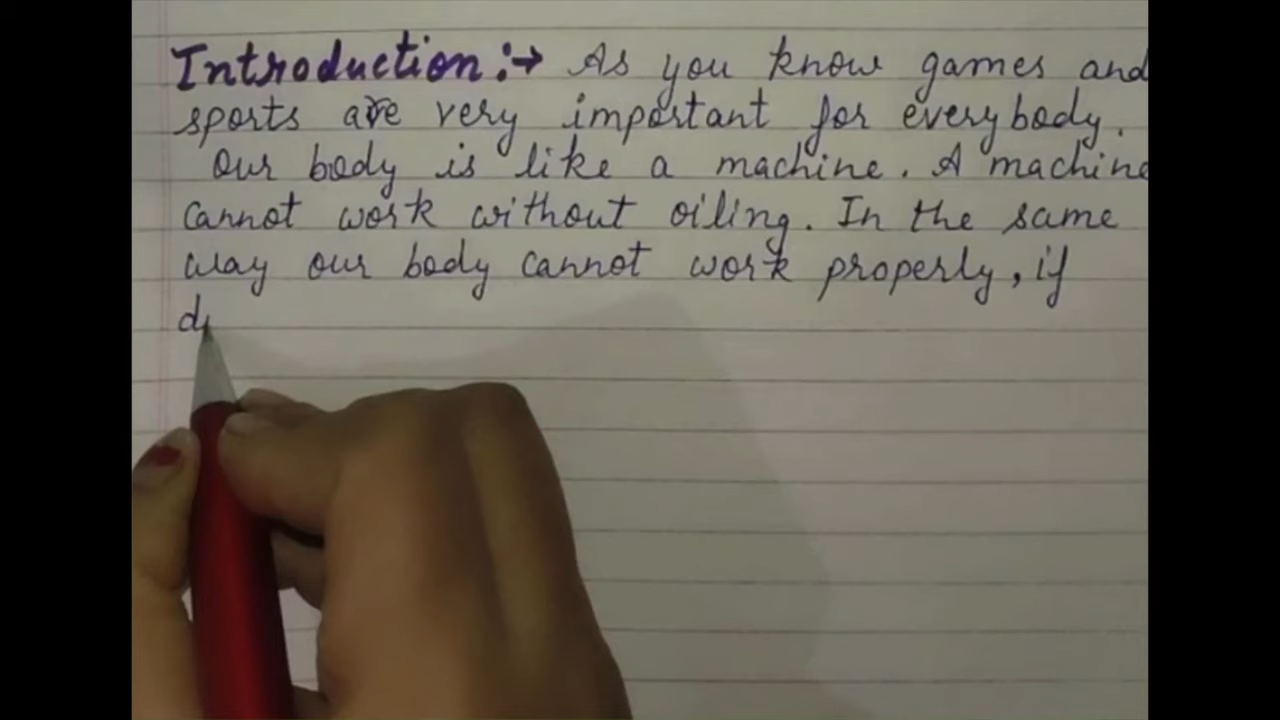 Introduction:→ As you know games and
sports are very important for everybody.
Our body is like a machine. A machine
cannot work without oiling. In the same
way our body cannot work properly, if
d